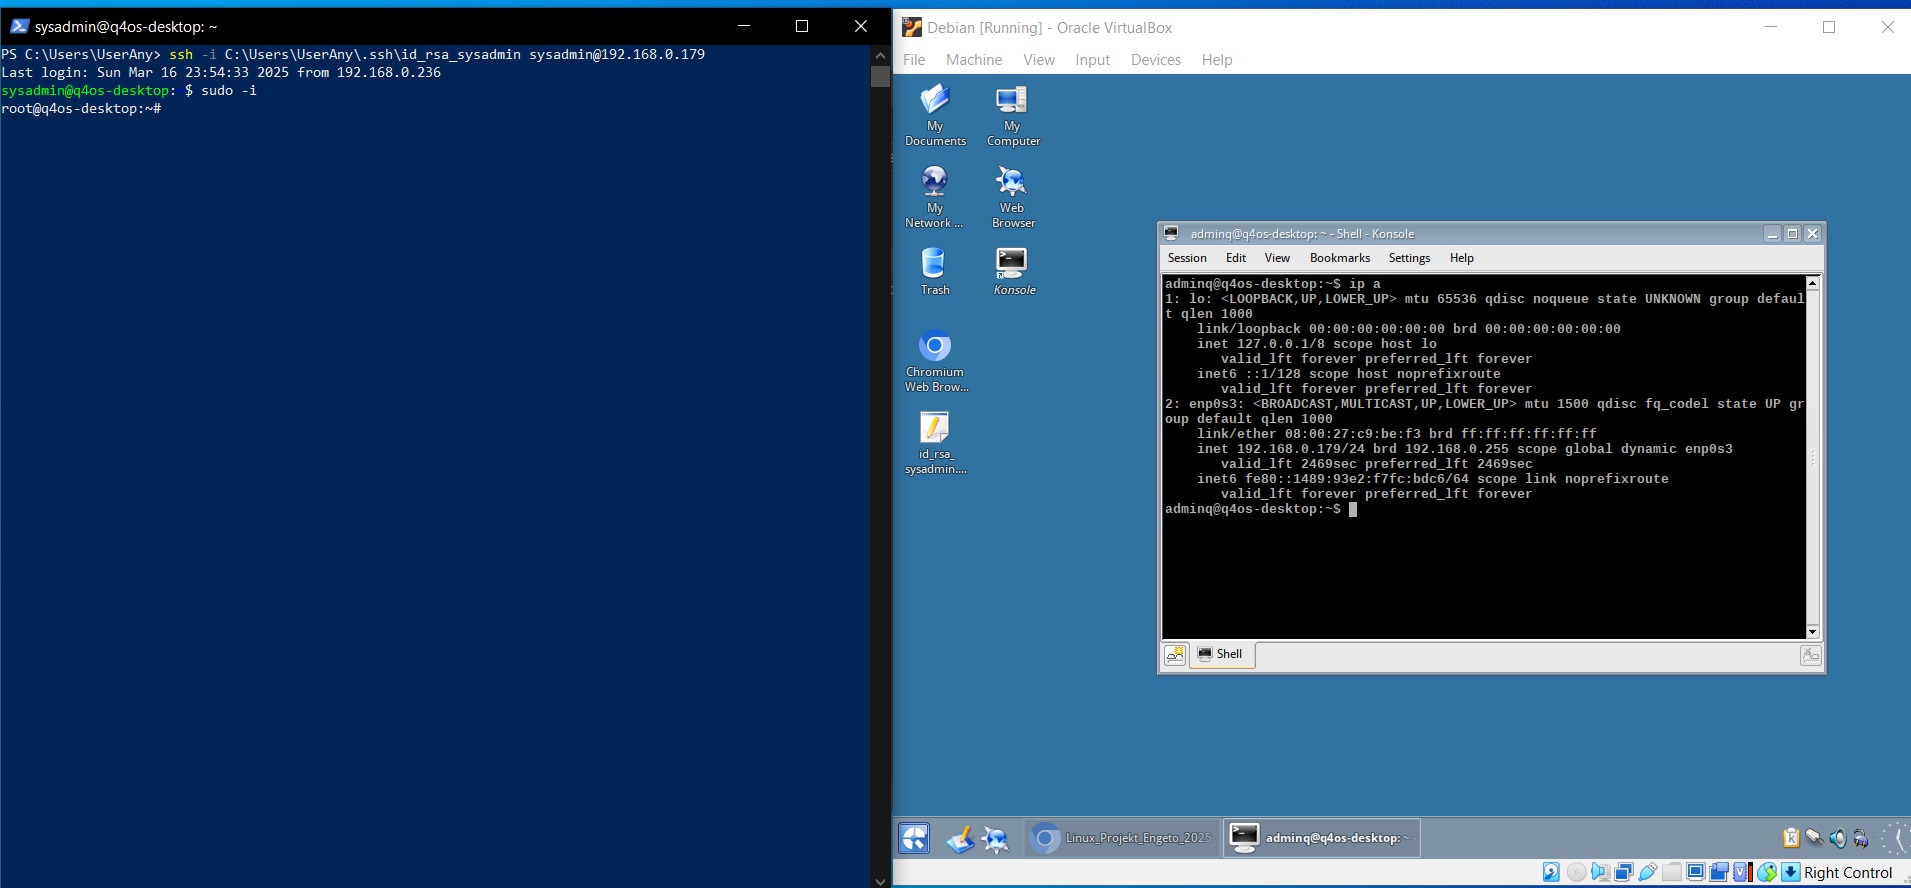 sysadmin@q4os-desktop: ~
PS C:\Users\UserAny> ssh -i C:\Users\UserAny\.ssh\id_rsa_sysadmin sysadmin@192.168.0.179
Last login: Sun Mar 16 23:54:33 2025 from 192.168.0.236
sysadmin@q4os-desktop: $ sudo -i
root@q4os-desktop:~#
Debian [Running] - Oracle VirtualBox
File Machine View Input Devices Help
My Documents
My Computer
My Network ...
Web Browser
Trash
Konsole
Chromium Web Brow...
id_rsa_sysadmin....
adminq@q4os-desktop: ~ - Shell - Konsole
Session Edit View Bookmarks Settings Help
adminq@q4os-desktop:~$ ip a
1: lo: <LOOPBACK,UP,LOWER_UP> mtu 65536 qdisc noqueue state UNKNOWN group defaul
t qlen 1000
link/loopback 00:00:00:00:00:00 brd 00:00:00:00:00:00
inet 127.0.0.1/8 scope host lo
valid_lft forever preferred_lft forever
inet6 ::1/128 scope host noprefixroute
valid_lft forever preferred_lft forever
2: enp0s3: <BROADCAST,MULTICAST,UP,LOWER_UP> mtu 1500 qdisc fq_codel state UP gr
oup default qlen 1000
link/ether 08:00:27:c9:be:f3 brd ff:ff:ff:ff:ff:ff
inet 192.168.0.179/24 brd 192.168.0.255 scope global dynamic enp0s3
valid_lft 2469sec preferred_lft 2469sec
inet6 fe80::1489:93e2:f7fc:bdc6/64 scope link noprefixroute
valid_lft forever preferred_lft forever
adminq@q4os-desktop:~$
Shell
Linux_Projekt_Engeto_2025
adminq@q4os-desktop: ~
Right Control